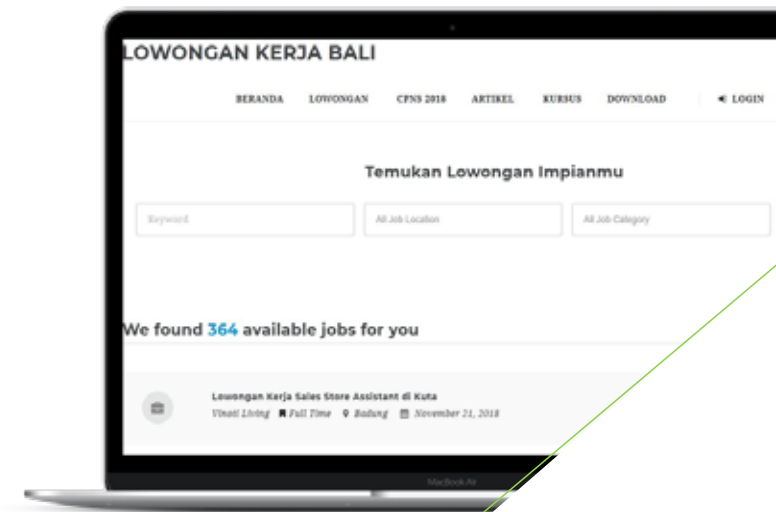 LOWONGAN KERJA BALI
BERANDA LOWONGAN CPNS 2018 ARTIKEL KURSUS DOWNLOAD LOGIN
Temukan Lowongan Impianmu
Keyword All Job Location All Job Category
We found 364 available jobs for you
Lowongan Kerja Sales Store Assistant di Kuta
Vinoti Living Full Time Badung November 21, 2018
MacBook Air